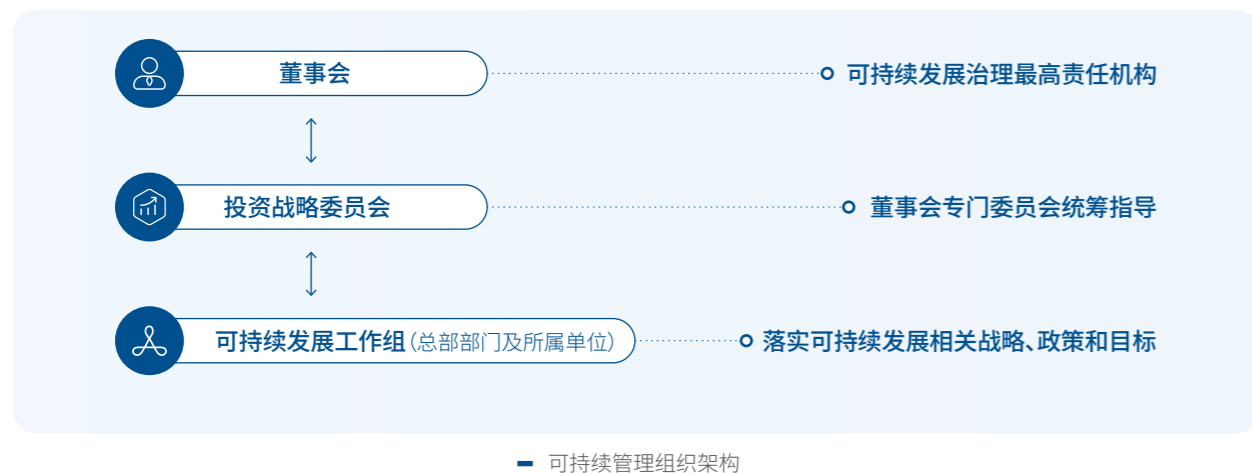 董事会
可持续发展治理最高责任机构
投资战略委员会
董事会专门委员会统筹指导
可持续发展工作组(总部部门及所属单位)
落实可持续发展相关战略、政策和目标
可持续管理组织架构